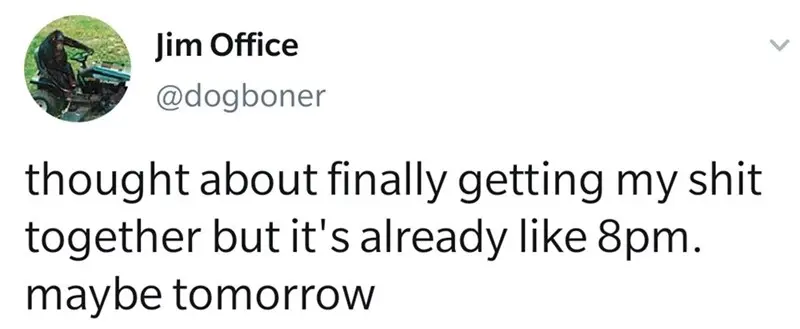 Jim Office
@dogboner
thought about finally getting my shit
together but it's already like 8pm.
maybe tomorrow